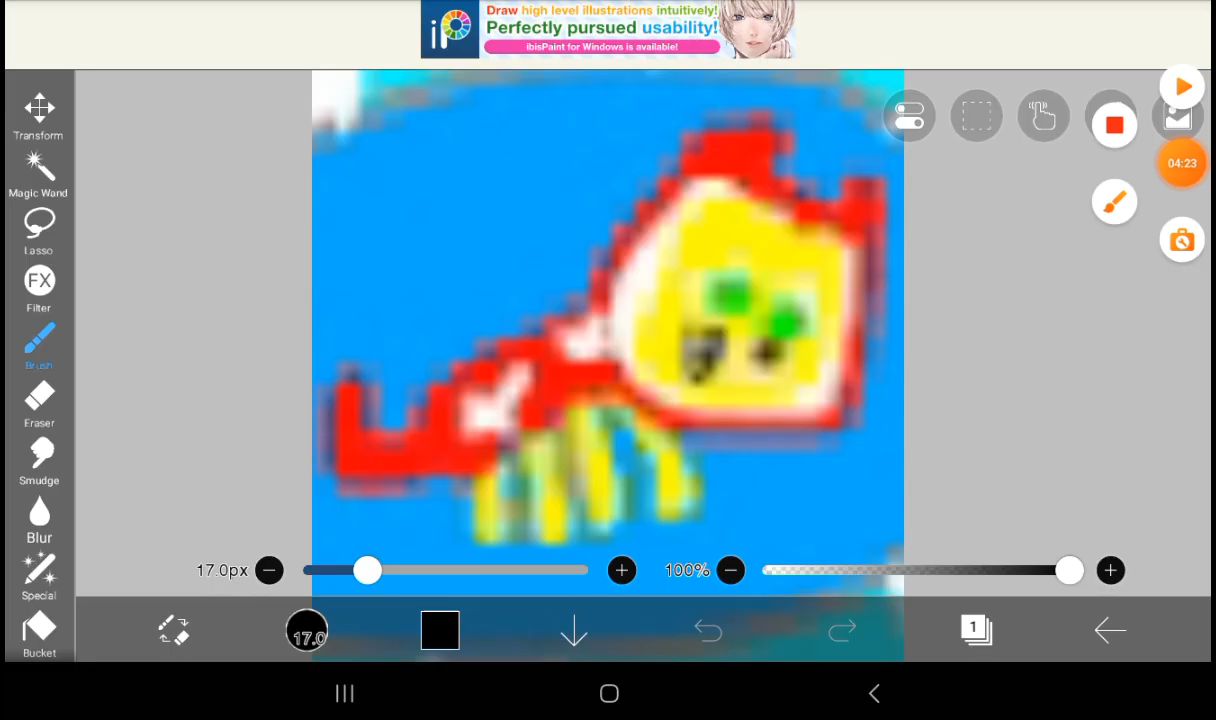 Draw high level illustrations intuitively!
Perfectly pursued usability!
ibisPaint for Windows is available!
iP
Transform
Magic Wand
Lasso
FX
Filter
Brush
Eraser
Smudge
Blur
Special
Bucket
04:23
17.0px
100%
17.0
1